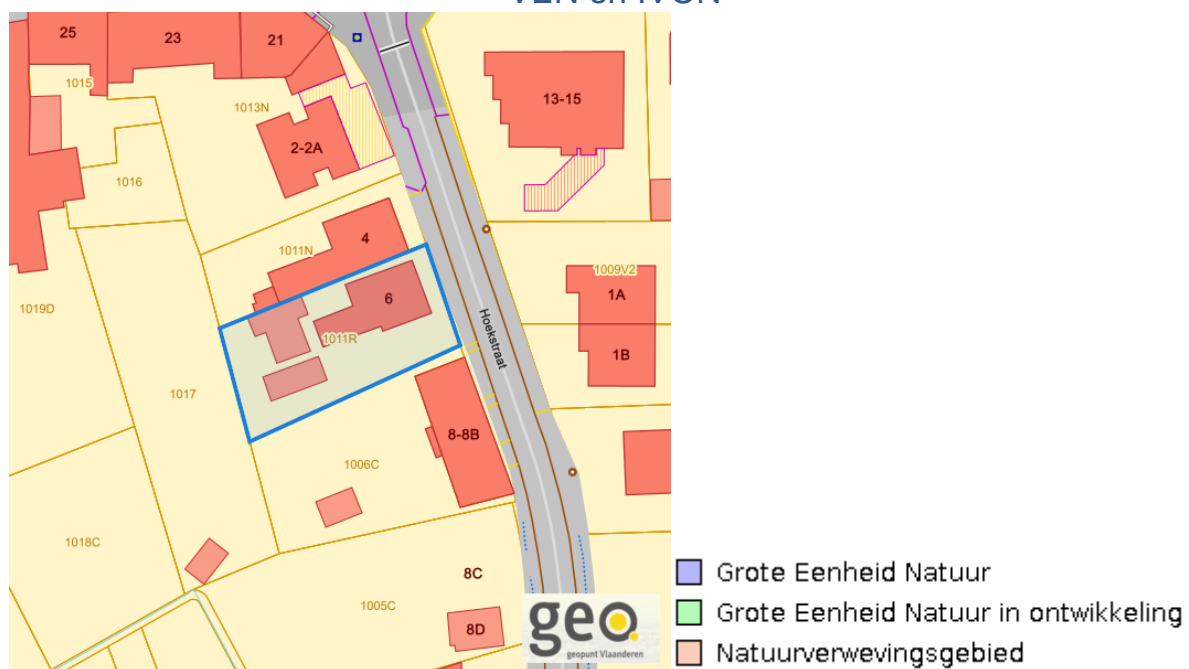 VEN en IVON
25
23
21
1015
1013N
13-15
2-2A
1016
4
1011N
1009V2
6
1A
1019D
1011R
Hoekstraat
1B
1017
8-8B
1006C
1018C
8C
1005C
8D
geo
geopunt Vlaanderen
Grote Eenheid Natuur
Grote Eenheid Natuur in ontwikkeling
Natuurverwevingsgebied